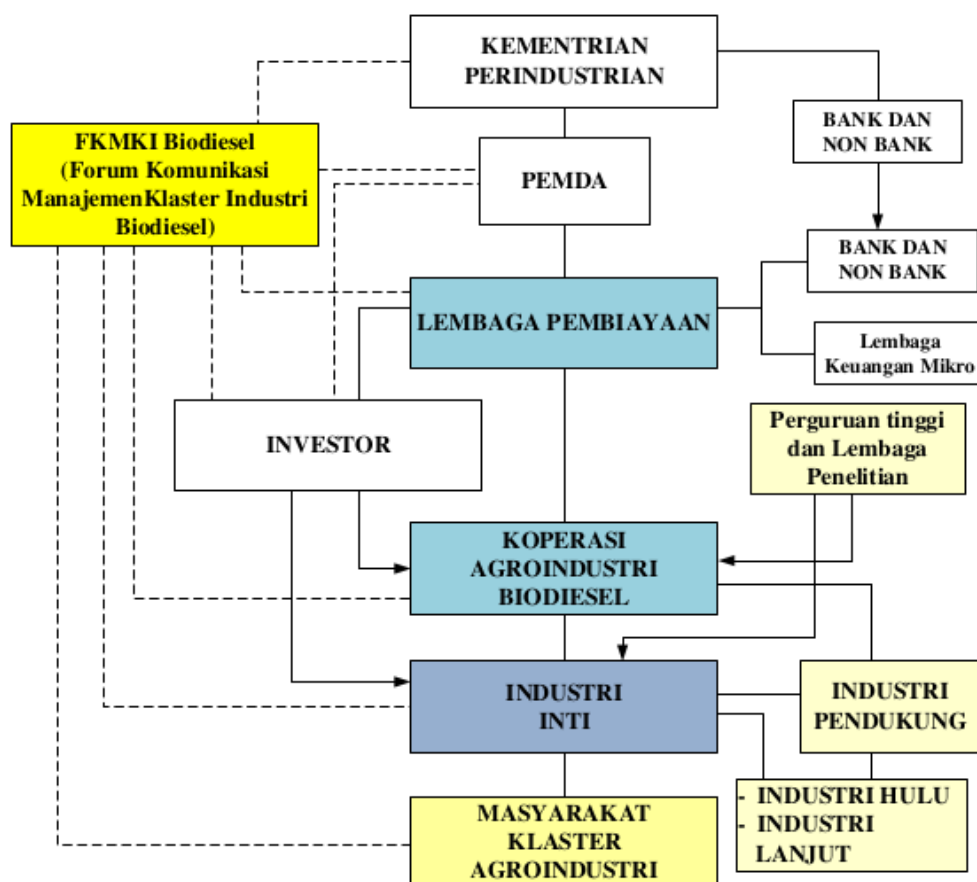 KEMENTRIAN
PERINDUSTRIAN
BANK DAN
NON BANK
FKMKI Biodiesel
(Forum Komunikasi
ManajemenKlaster Industri
Biodiesel)
PEMDA
BANK DAN
NON BANK
LEMBAGA PEMBIAYAAN
Lembaga
Keuangan Mikro
INVESTOR
Perguruan tinggi
dan Lembaga
Penelitian
KOPERASI
AGROINDUSTRI
BIODIESEL
INDUSTRI
INTI
INDUSTRI
PENDUKUNG
- INDUSTRI HULU
- INDUSTRI
LANJUT
MASYARAKAT
KLASTER
AGROINDUSTRI